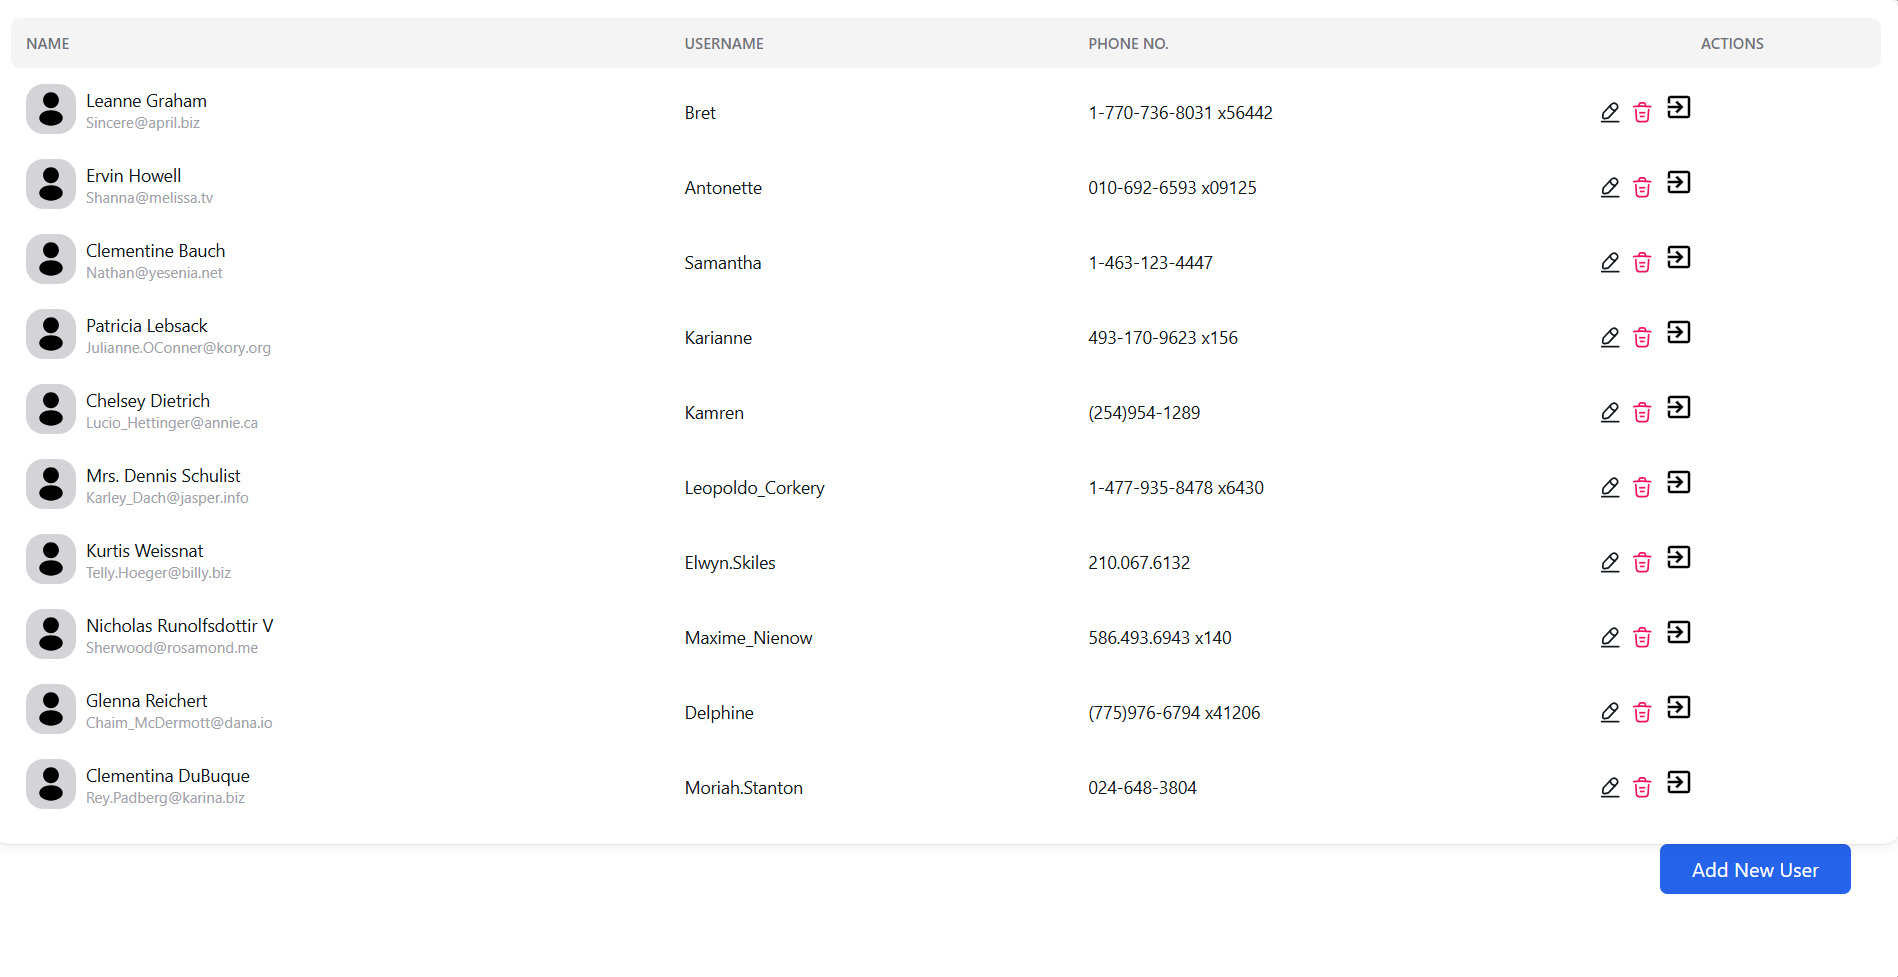 NAME USERNAME PHONE NO. ACTIONS
Leanne Graham
Sincere@april.biz
Bret 1-770-736-8031 x56442
Ervin Howell
Shanna@melissa.tv
Antonette 010-692-6593 x09125
Clementine Bauch
Nathan@yesenia.net
Samantha 1-463-123-4447
Patricia Lebsack
Julianne.OConner@kory.org
Karianne 493-170-9623 x156
Chelsey Dietrich
Lucio_Hettinger@annie.ca
Kamren (254)954-1289
Mrs. Dennis Schulist
Karley_Dach@jasper.info
Leopoldo_Corkery 1-477-935-8478 x6430
Kurtis Weissnat
Telly.Hoeger@billy.biz
Elwyn.Skiles 210.067.6132
Nicholas Runolfsdottir V
Sherwood@rosamond.me
Maxime_Nienow 586.493.6943 x140
Glenna Reichert
Chaim_McDermott@dana.io
Delphine (775)976-6794 x41206
Clementina DuBuque
Rey.Padberg@karina.biz
Moriah.Stanton 024-648-3804
Add New User